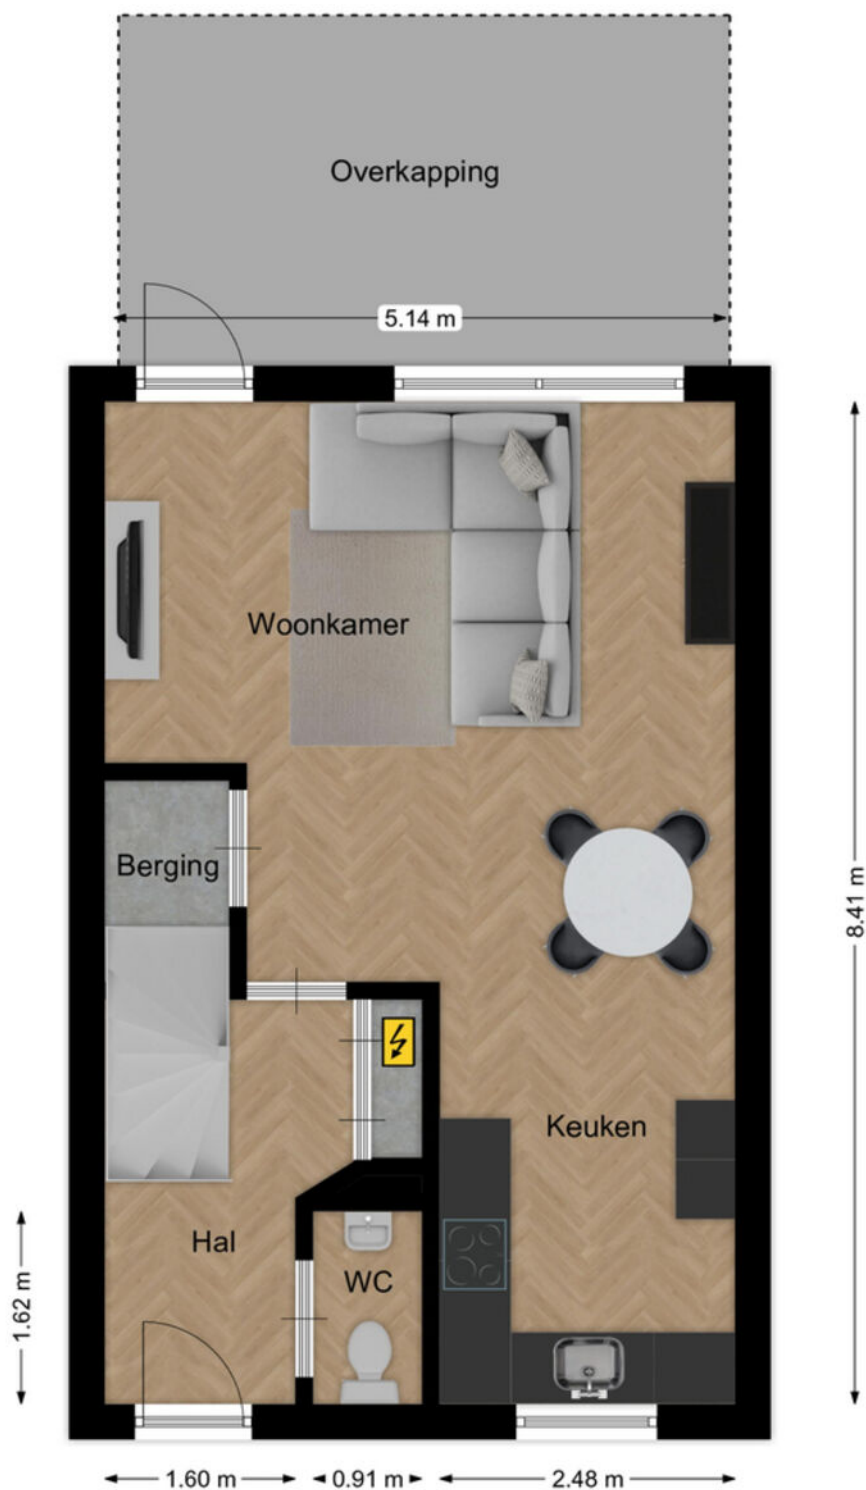 Overkapping
5.14 m
Woonkamer
Berging
8.41 m
Keuken
Hal
WC
1.62 m
1.60 m
0.91 m
2.48 m